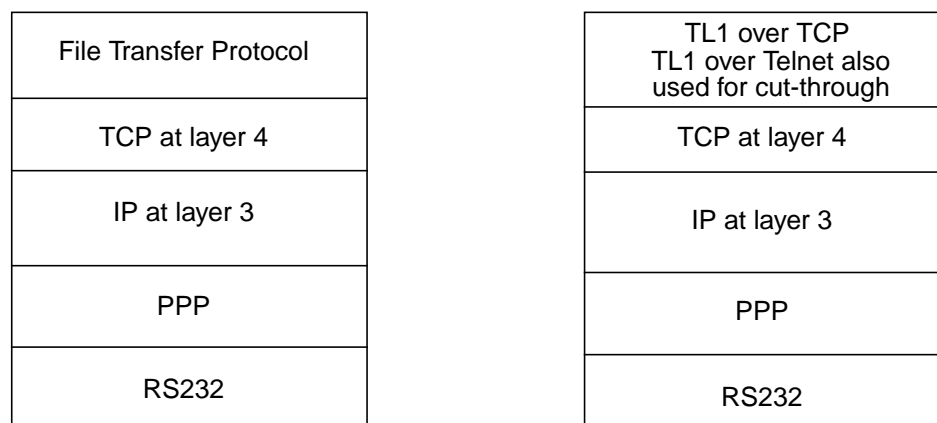 File Transfer Protocol
TCP at layer 4
IP at layer 3
PPP
RS232
TL1 over TCP
TL1 over Telnet also
used for cut-through
TCP at layer 4
IP at layer 3
PPP
RS232